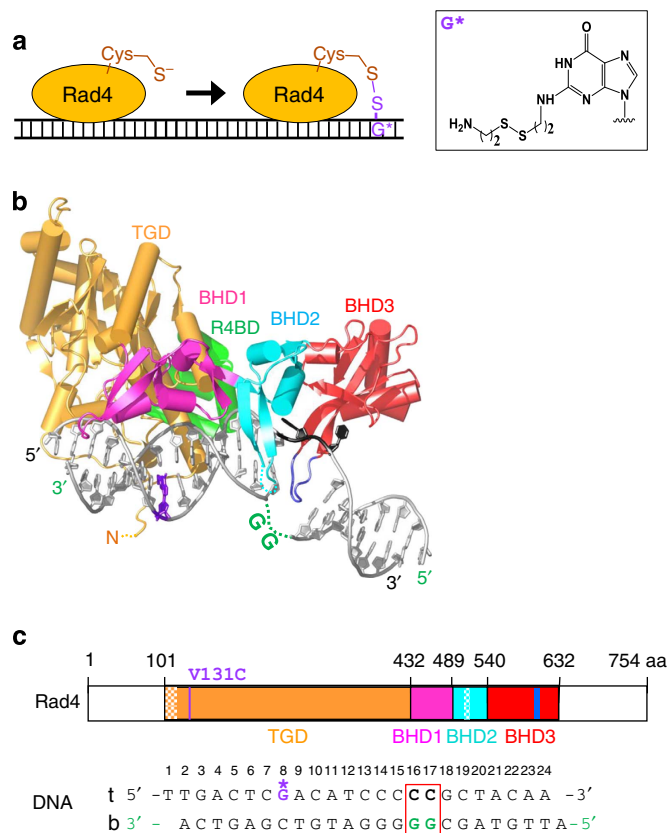 a
Cys
S⁻
Rad4
Cys
S
S
G*
Rad4
G*
O
HN
N
NH
N
N
H₂N
( )₂
S
S
( )₂
b
TGD
BHD1
R4BD
BHD2
BHD3
5′
3′
N
G
G
3′
5′
c
1 101 432 489 540 632 754 aa
V131C
Rad4
TGD BHD1 BHD2 BHD3
1 2 3 4 5 6 7 8 9 10 11 12 13 14 15 16 17 18 19 20 21 22 23 24
*
DNA
t 5′ -TTGACTCGACATCCCCCGCTACAA -3′
b 3′ - ACTGAGCTGTAGGGGGCGATGTTA-5′